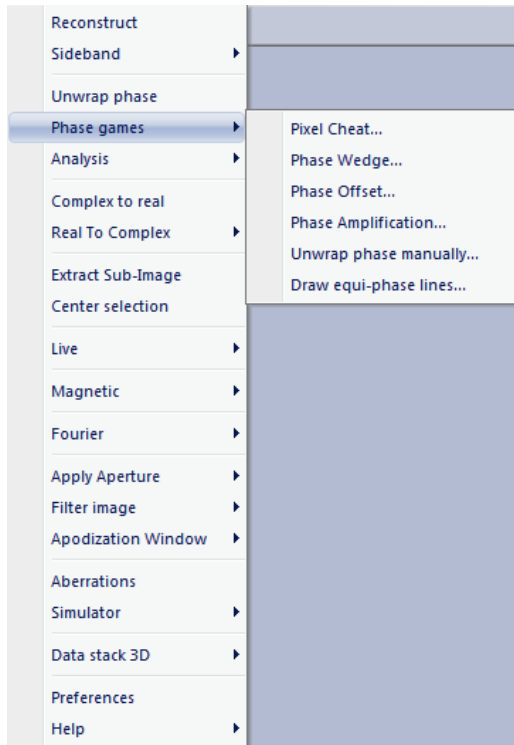 Reconstruct
Sideband
Unwrap phase
Phase games
Analysis
Complex to real
Real To Complex
Extract Sub-Image
Center selection
Live
Magnetic
Fourier
Apply Aperture
Filter image
Apodization Window
Aberrations
Simulator
Data stack 3D
Preferences
Help
Pixel Cheat...
Phase Wedge...
Phase Offset...
Phase Amplification...
Unwrap phase manually...
Draw equi-phase lines...